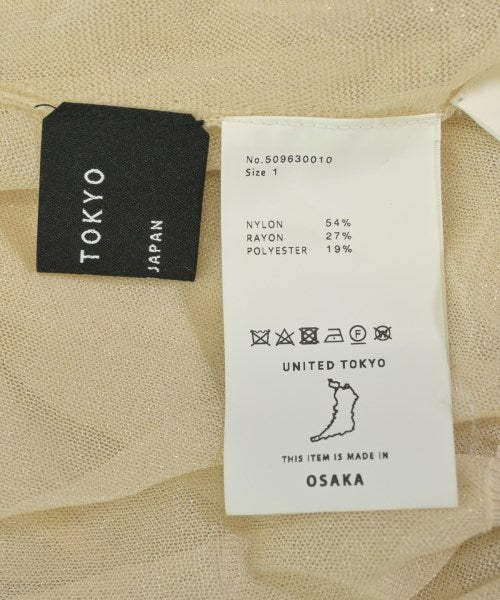 TOKYO
JAPAN
No.509630010
Size 1
NYLON 54%
RAYON 27%
POLYESTER 19%
F
UNITED TOKYO
THIS ITEM IS MADE IN
OSAKA